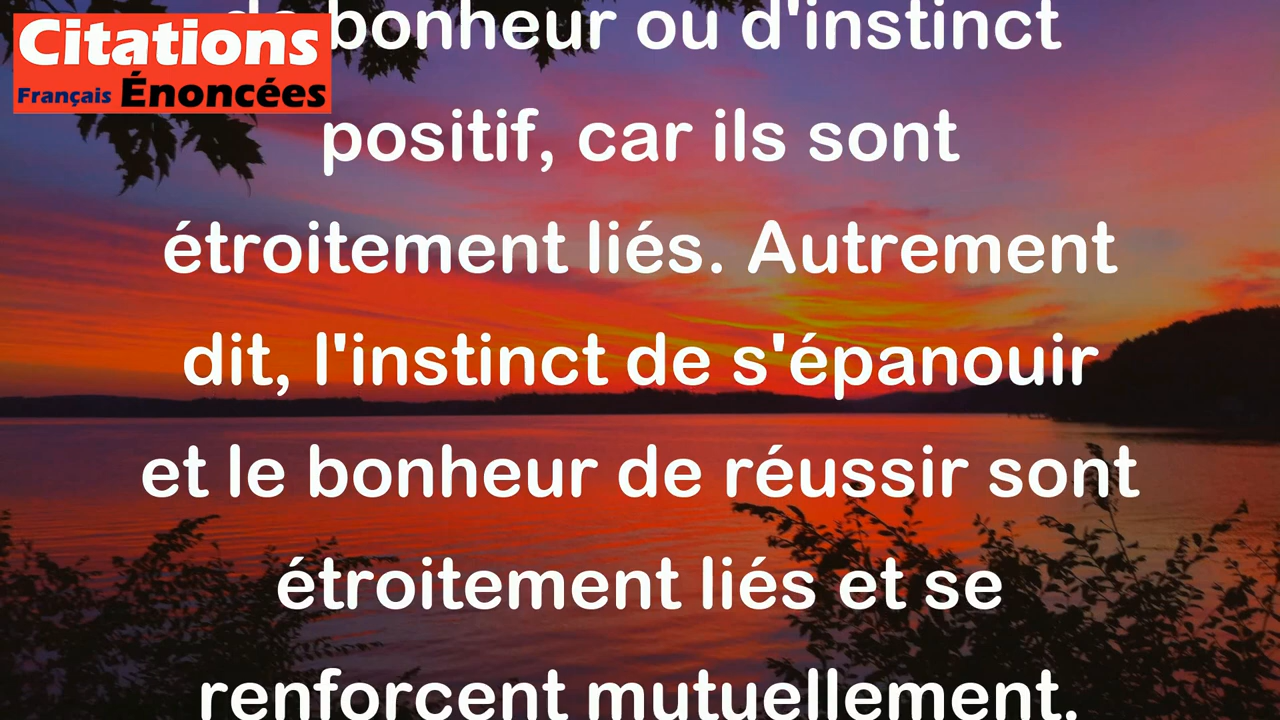 Citations
Français Énoncées
de bonheur ou d'instinct
positif, car ils sont
étroitement liés. Autrement
dit, l'instinct de s'épanouir
et le bonheur de réussir sont
étroitement liés et se
renforcent mutuellement.